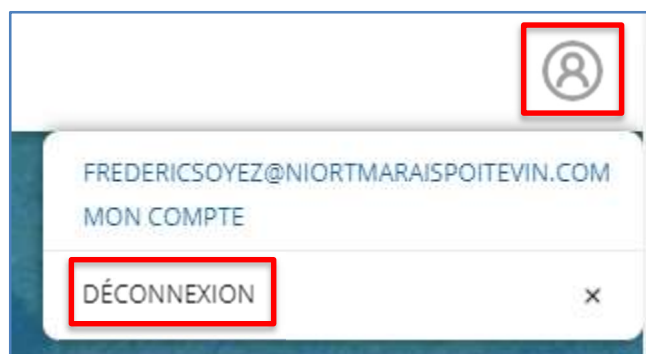 FREDERICSOYEZ@NIORTMARAISPOITEVIN.COM
MON COMPTE
DÉCONNEXION ×